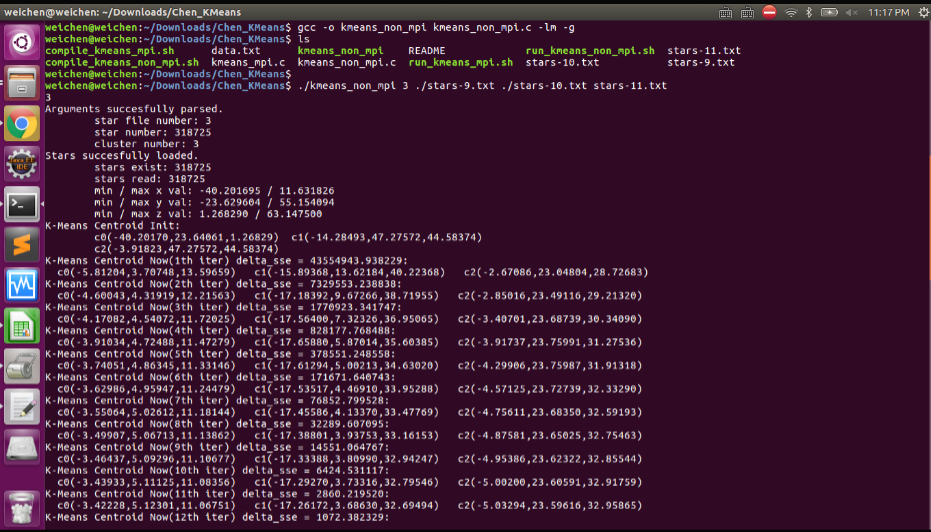 weichen@weichen: ~/Downloads/Chen_KMeans
11:17 PM
weichen@weichen:~/Downloads/Chen_KMeans$ gcc -o kmeans_non_mpi kmeans_non_mpi.c -lm -g
weichen@weichen:~/Downloads/Chen_KMeans$ ls
compile_kmeans_mpi.sh data.txt kmeans_non_mpi README run_kmeans_non_mpi.sh stars-11.txt
compile_kmeans_non_mpi.sh kmeans_mpi.c kmeans_non_mpi.c run_kmeans_mpi.sh stars-10.txt stars-9.txt
weichen@weichen:~/Downloads/Chen_KMeans$
weichen@weichen:~/Downloads/Chen_KMeans$ ./kmeans_non_mpi 3 ./stars-9.txt ./stars-10.txt stars-11.txt
3
Arguments succesfully parsed.
star file number: 3
star number: 318725
cluster number: 3
Stars succesfully loaded.
stars exist: 318725
stars read: 318725
min / max x val: -40.201695 / 11.631826
min / max y val: -23.629604 / 55.154094
min / max z val: 1.268290 / 63.147500
K-Means Centroid Init:
c0(-40.20170,23.64061,1.26829) c1(-14.28493,47.27572,44.58374)
c2(-3.91823,47.27572,44.58374)
K-Means Centroid Now(1th iter) delta_sse = 43554943.938229:
c0(-5.81204,3.70748,13.59659) c1(-15.89368,13.62184,40.22368) c2(-2.67086,23.04804,28.72683)
K-Means Centroid Now(2th iter) delta_sse = 7329553.238838:
c0(-4.60043,4.31919,12.21563) c1(-17.18392,9.67266,38.71955) c2(-2.85016,23.49116,29.21320)
K-Means Centroid Now(3th iter) delta_sse = 1770923.341747:
c0(-4.17082,4.54072,11.72025) c1(-17.56400,7.32326,36.95065) c2(-3.40701,23.68739,30.34090)
K-Means Centroid Now(4th iter) delta_sse = 828177.768488:
c0(-3.91034,4.72488,11.47279) c1(-17.65880,5.87014,35.60385) c2(-3.91737,23.75991,31.27536)
K-Means Centroid Now(5th iter) delta_sse = 378551.248558:
c0(-3.74051,4.86345,11.33146) c1(-17.61294,5.00213,34.63020) c2(-4.29906,23.75987,31.91318)
K-Means Centroid Now(6th iter) delta_sse = 171671.640743:
c0(-3.62986,4.95947,11.24479) c1(-17.53517,4.46910,33.95288) c2(-4.57125,23.72739,32.33290)
K-Means Centroid Now(7th iter) delta_sse = 76852.799528:
c0(-3.55064,5.02612,11.18144) c1(-17.45586,4.13370,33.47769) c2(-4.75611,23.68350,32.59193)
K-Means Centroid Now(8th iter) delta_sse = 32289.607095:
c0(-3.49907,5.06713,11.13862) c1(-17.38801,3.93753,33.16153) c2(-4.87581,23.65025,32.75463)
K-Means Centroid Now(9th iter) delta_sse = 14551.064767:
c0(-3.46437,5.09296,11.10677) c1(-17.33388,3.80990,32.94247) c2(-4.95386,23.62322,32.85544)
K-Means Centroid Now(10th iter) delta_sse = 6424.531117:
c0(-3.43933,5.11125,11.08356) c1(-17.29270,3.73316,32.79546) c2(-5.00200,23.60591,32.91759)
K-Means Centroid Now(11th iter) delta_sse = 2860.219520:
c0(-3.42228,5.12301,11.06751) c1(-17.26172,3.68630,32.69494) c2(-5.03294,23.59616,32.95865)
K-Means Centroid Now(12th iter) delta_sse = 1072.382329: